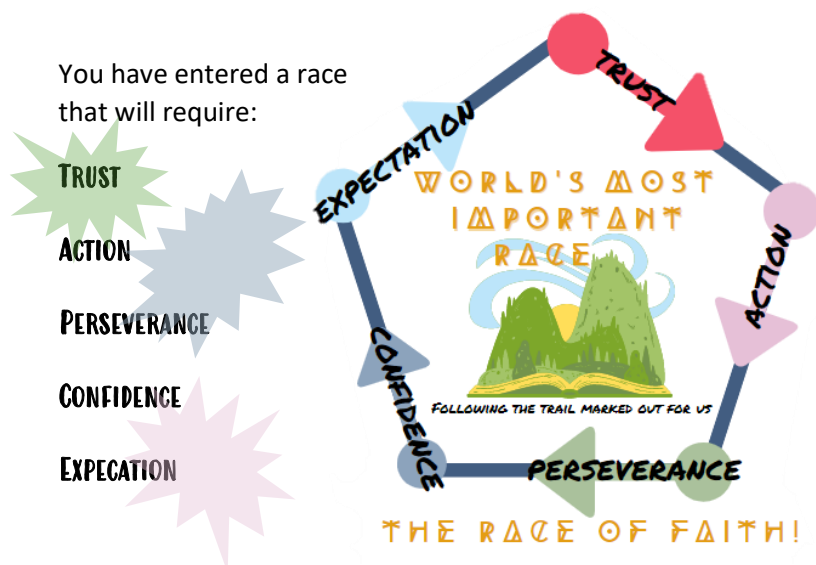 You have entered a race
that will require:
TRUST
ACTION
PERSEVERANCE
CONFIDENCE
EXPECATION
TRUST
ACTION
PERSEVERANCE
CONFIDENCE
EXPECTATION
WORLD'S MOST
IMPORTANT
RACE
FOLLOWING THE TRAIL MARKED OUT FOR US
THE RACE OF FAITH!